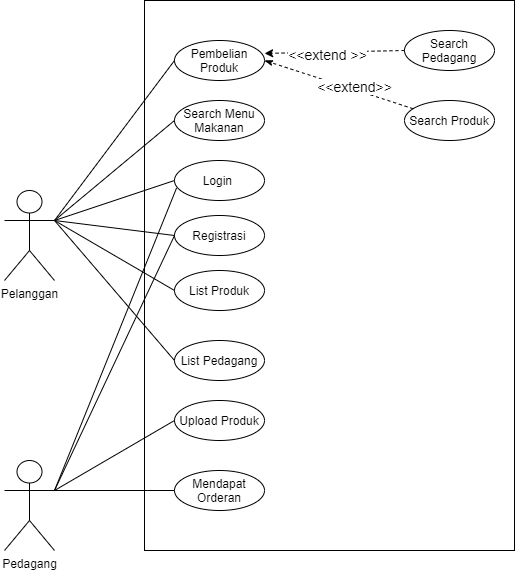 Pembelian
Produk
<<extend >>
Search
Pedagang
<<extend>>
Search Menu
Makanan
Search Produk
Login
Registrasi
Pelanggan
List Produk
List Pedagang
Upload Produk
Mendapat
Orderan
Pedagang